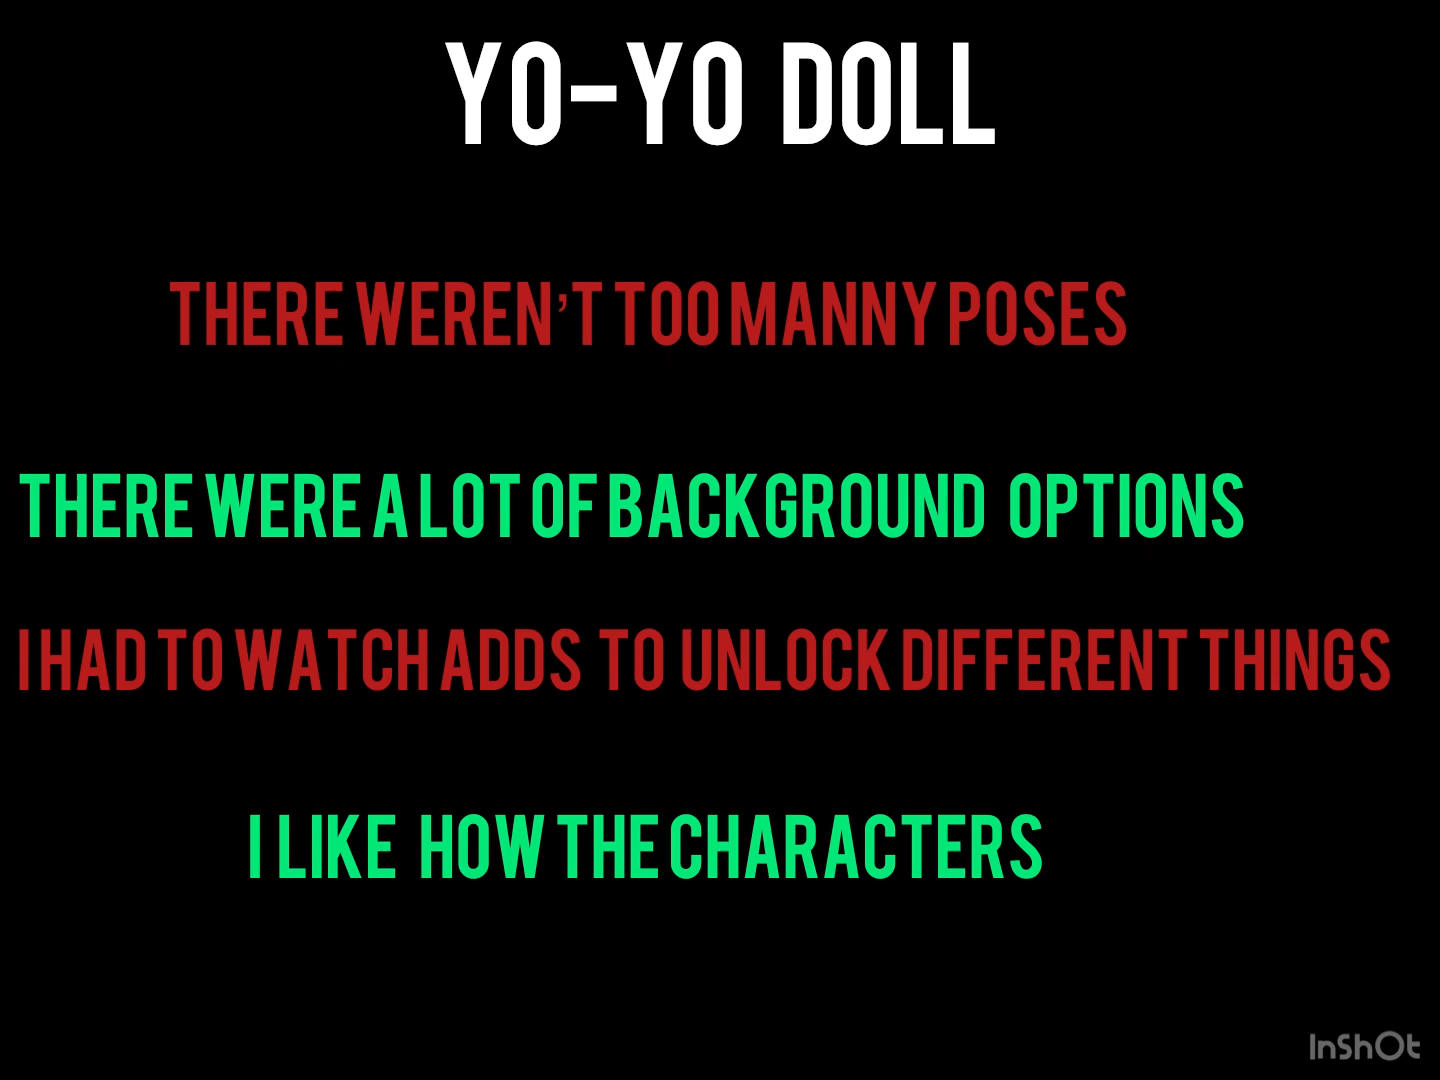 YO-YO DOLL
THERE WEREN'T TOO MANNY POSES
THERE WERE A LOT OF BACKGROUND OPTIONS
I HAD TO WATCH ADDS TO UNLOCK DIFFERENT THINGS
I LIKE HOW THE CHARACTERS
InShOt